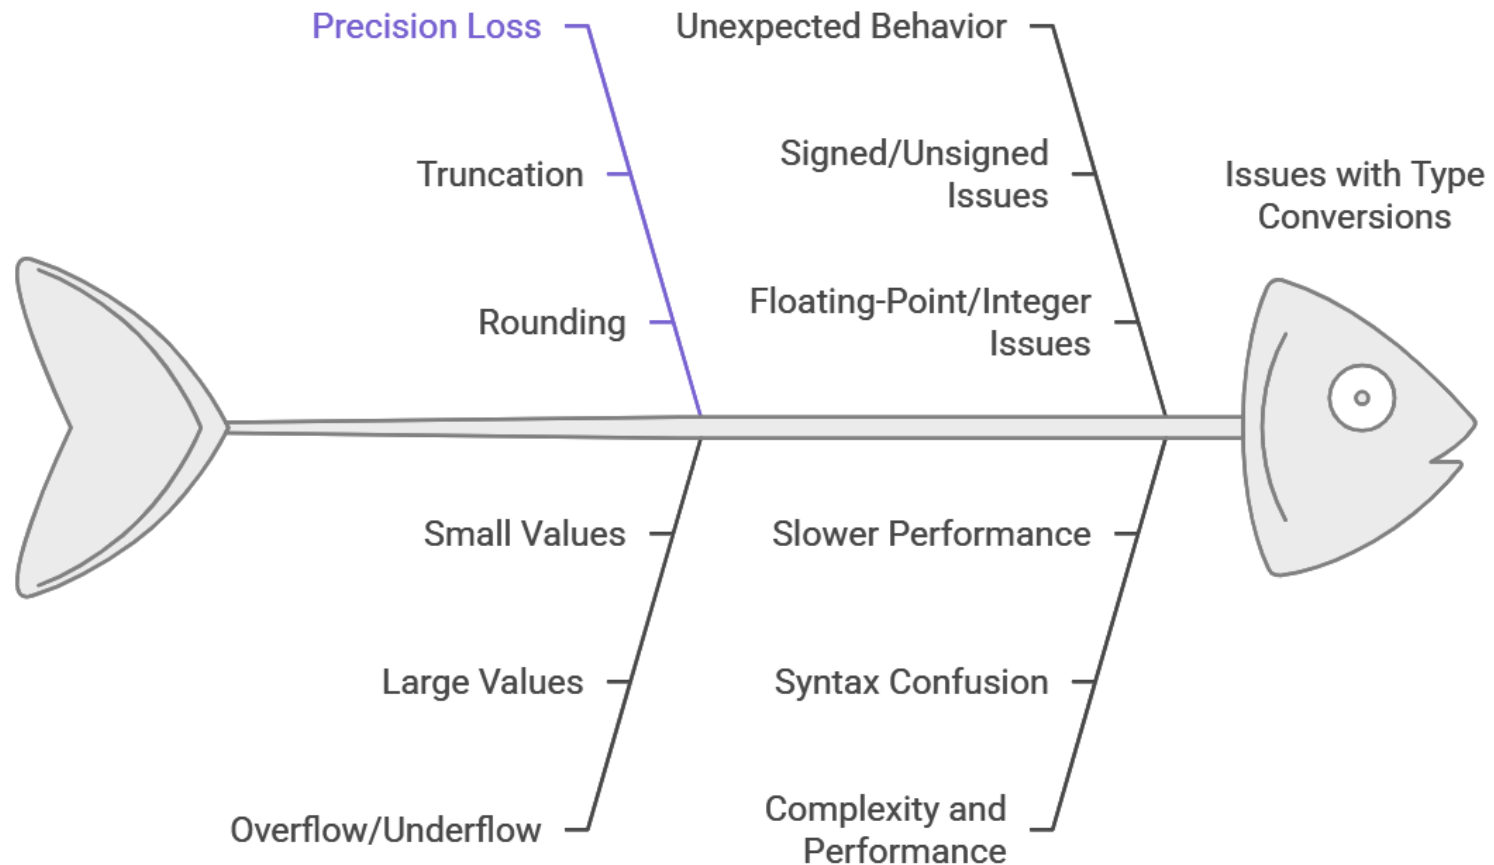 Precision Loss
Unexpected Behavior
Truncation
Signed/Unsigned
Issues
Issues with Type
Conversions
Rounding
Floating-Point/Integer
Issues
Small Values
Slower Performance
Large Values
Syntax Confusion
Overflow/Underflow
Complexity and
Performance